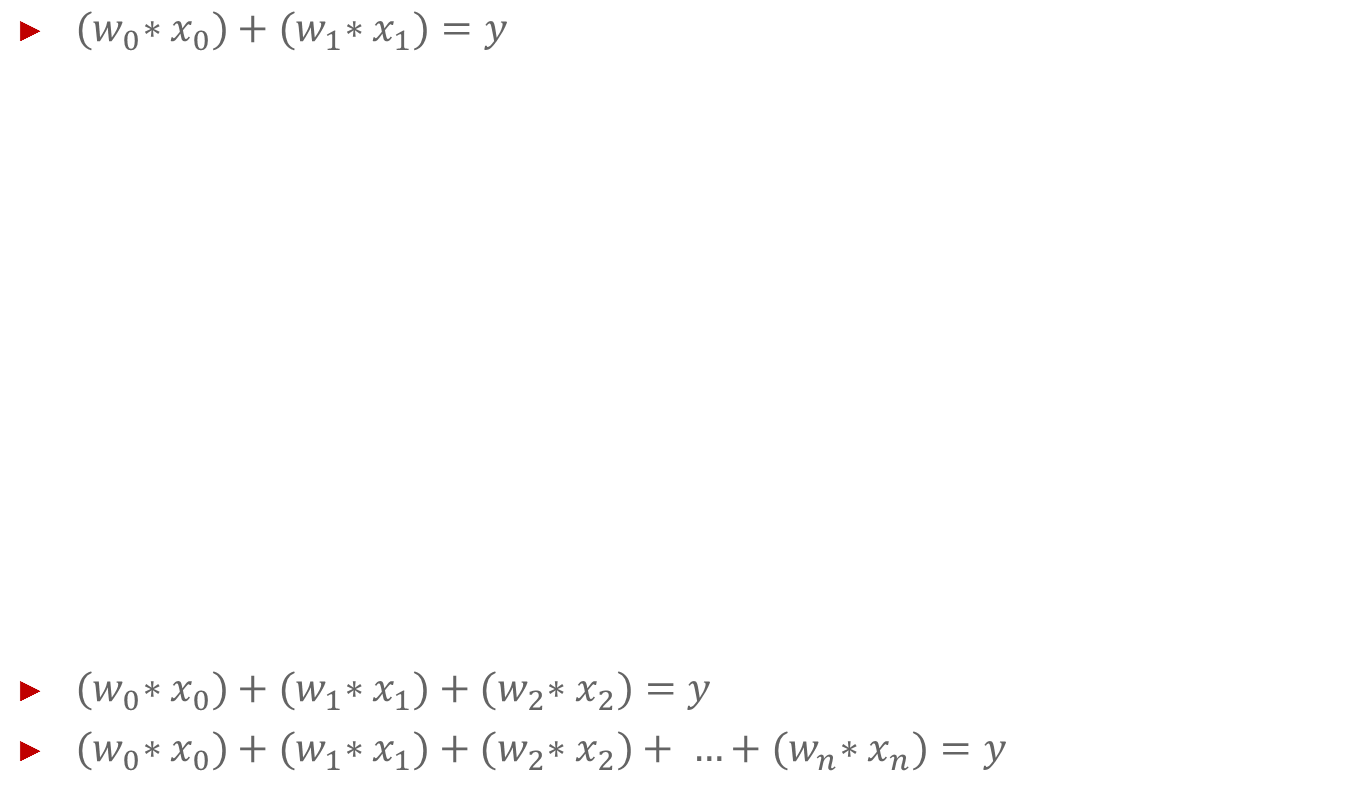 ► (w₀* x₀) + (w₁* x₁) = y
► (w₀* x₀) + (w₁* x₁) + (w₂* x₂) = y
► (w₀* x₀) + (w₁* x₁) + (w₂* x₂) + … + (wₙ* xₙ) = y